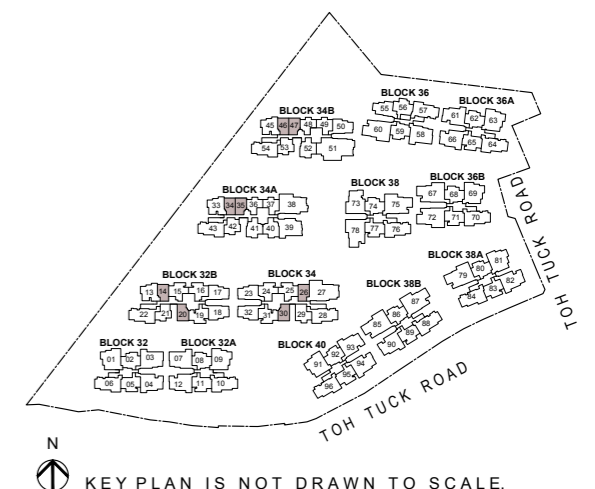 BLOCK 36
55 56 57
60 59 58
BLOCK 36A
61 62 63
66 65 64
BLOCK 34B
45 46 47 48 49 50
54 53 52 51
BLOCK 34A
33 34 35 36 37 38
43 42 41 40 39
BLOCK 38
73 74 75
78 77 76
BLOCK 36B
67 68 69
72 71 70
TOH TUCK ROAD
BLOCK 38A
79 80 81
84 83 82
BLOCK 32B
13 14 15 16 17
22 21 20 19 18
BLOCK 34
23 24 25 26 27
32 31 30 29 28
BLOCK 38B
85 86 87
90 89 88
BLOCK 32
01 02 03
06 05 04
BLOCK 32A
07 08 09
12 11 10
BLOCK 40
91 92 93
96 95 94
TOH TUCK ROAD
N
KEY PLAN IS NOT DRAWN TO SCALE.